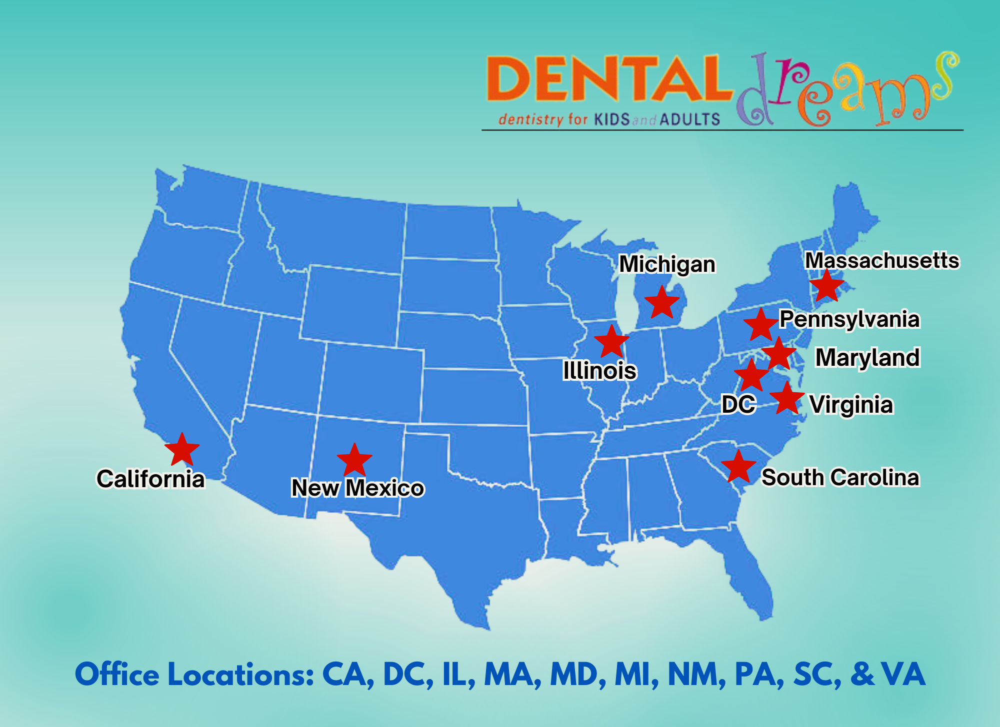 DENTAL dreams
dentistry for KIDS and ADULTS
Michigan
Massachusetts
Pennsylvania
Maryland
Illinois
DC
Virginia
California
New Mexico
South Carolina
Office Locations: CA, DC, IL, MA, MD, MI, NM, PA, SC, & VA